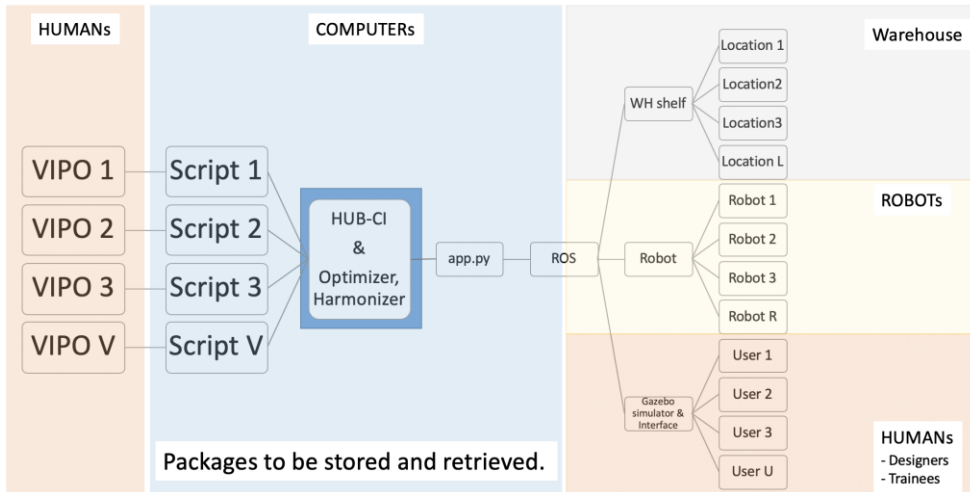 HUMANs
COMPUTERs
Warehouse
VIPO 1
VIPO 2
VIPO 3
VIPO V
Script 1
Script 2
Script 3
Script V
HUB-CI
&
Optimizer,
Harmonizer
app.py
ROS
WH shelf
Location 1
Location2
Location3
Location L
ROBOTs
Robot
Robot 1
Robot 2
Robot 3
Robot R
Gazebo
simulator &
Interface
User 1
User 2
User 3
User U
HUMANs
- Designers
- Trainees
Packages to be stored and retrieved.